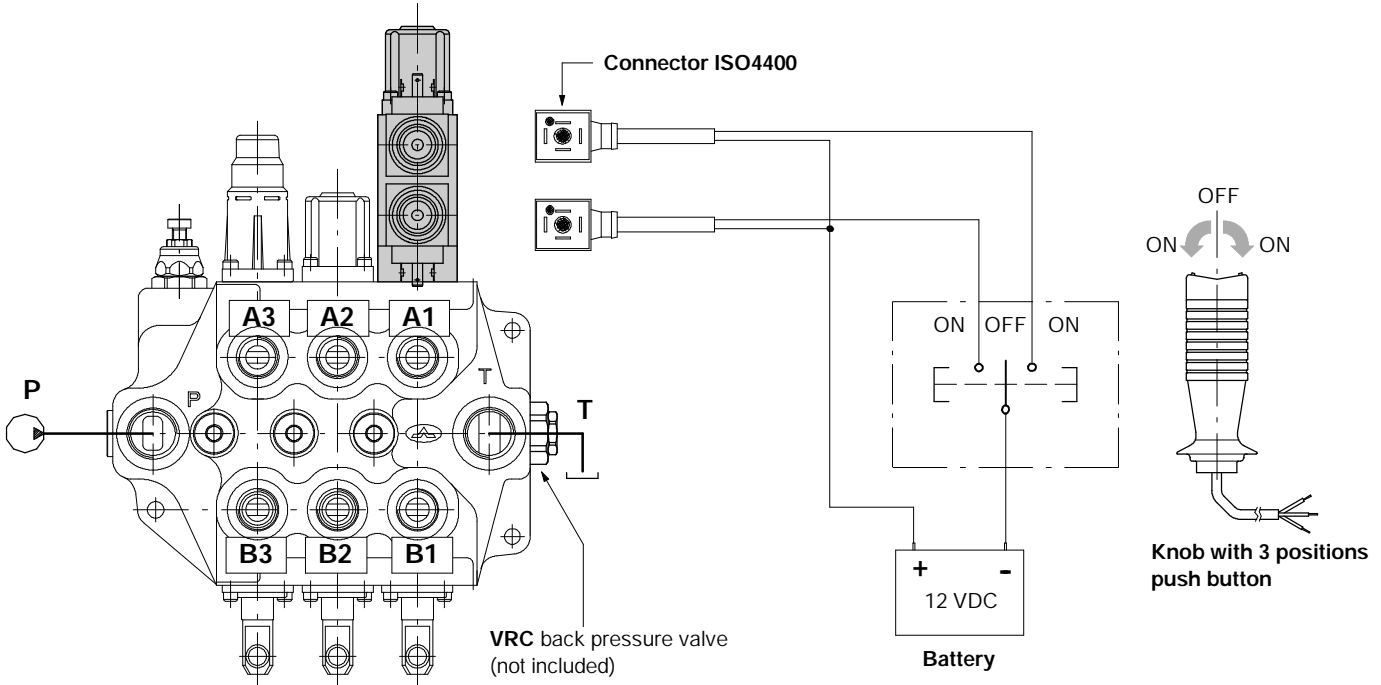 Connector ISO4400
OFF
ON ON
A3 A2 A1
ON OFF ON
P
P
T
T
B3 B2 B1
+ -
12 VDC
Battery
Knob with 3 positions
push button
VRC back pressure valve
(not included)